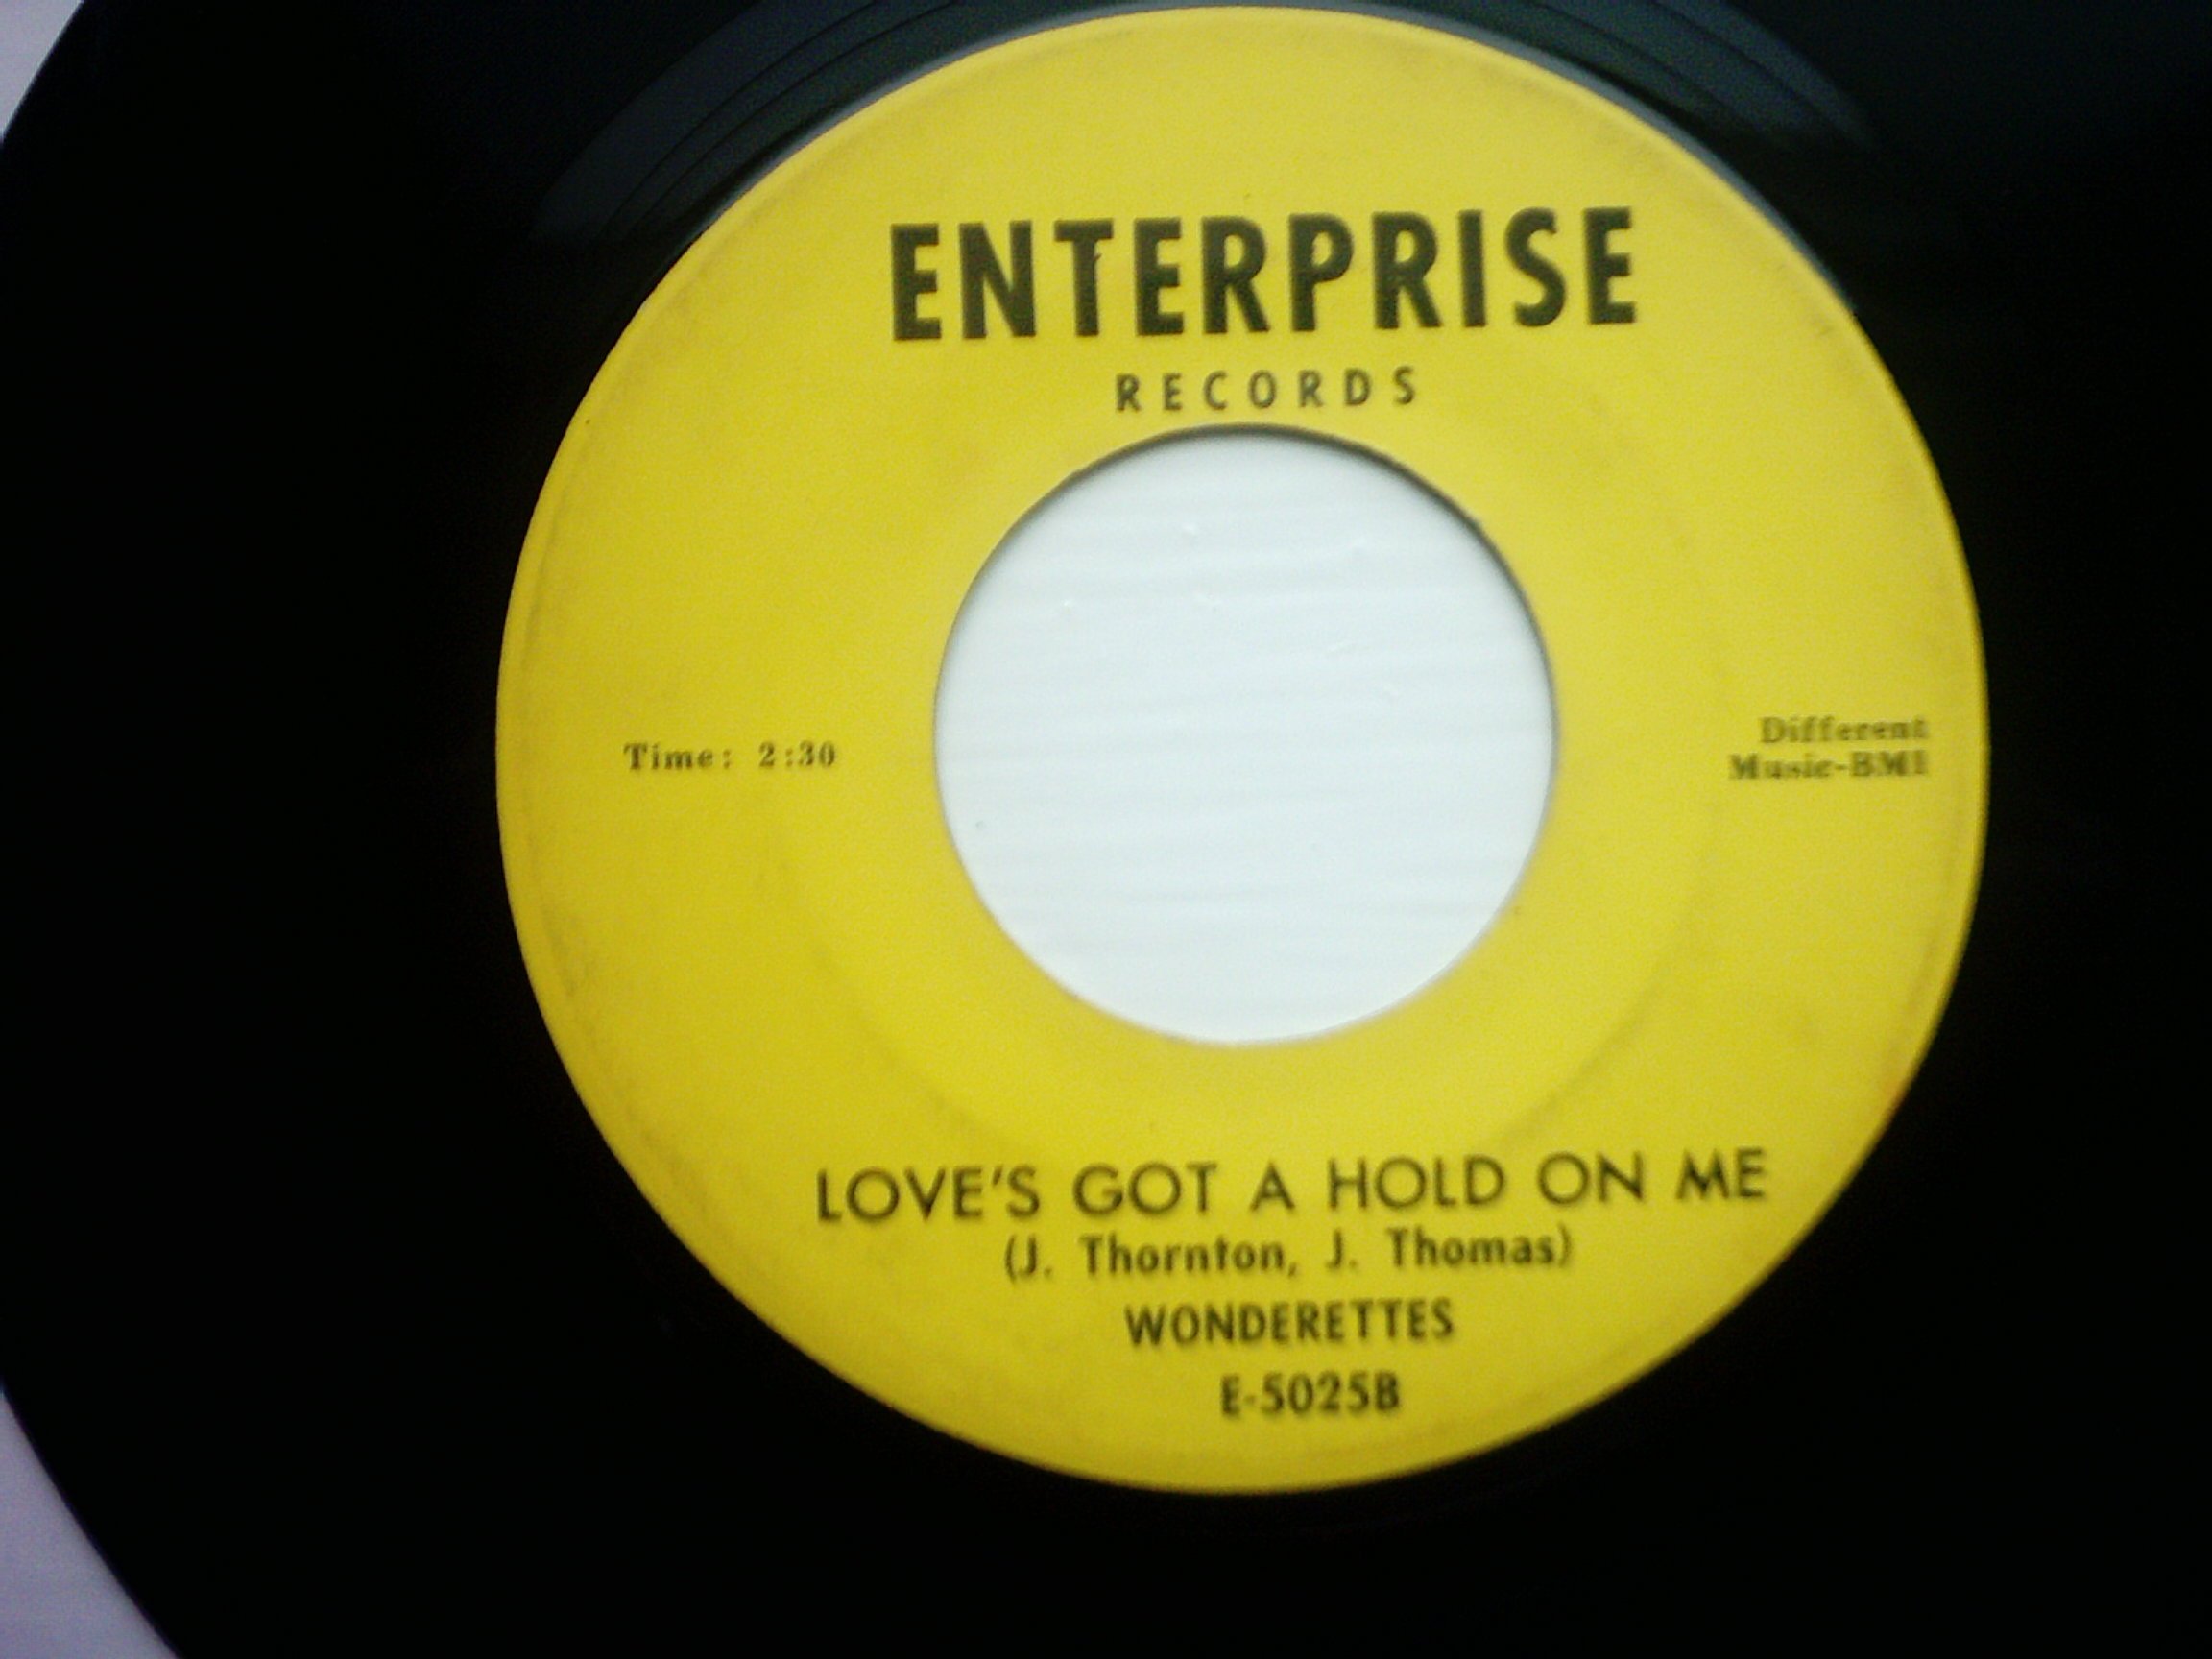 ENTERPRISE
RECORDS
Time: 2:30
Different
Music-BMI
LOVE'S GOT A HOLD ON ME
(J. Thornton, J. Thomas)
WONDERETTES
E-5025B